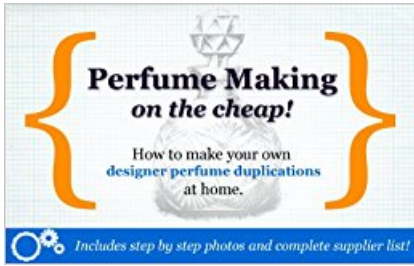 Perfume Making
on the cheap!
How to make your own
designer perfume duplications
at home.
Includes step by step photos and complete supplier list!